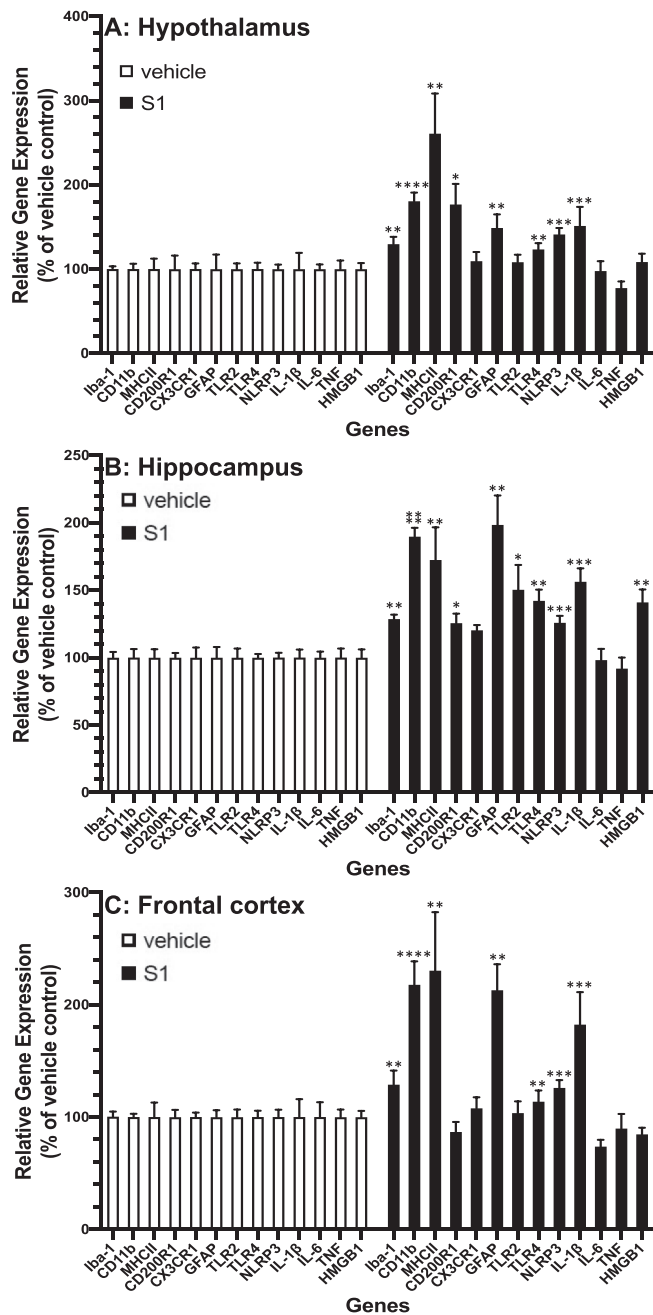 A: Hypothalamus
vehicle
S1
Relative Gene Expression
(% of vehicle control)
400
300
200
100
0
** **** ** * ** ** *** ***
Iba-1 CD11b MHCII CD200R1 CX3CR1 GFAP TLR2 TLR4 NLRP3 IL-1β IL-6 TNF HMGB1 Iba-1 CD11b MHCII CD200R1 CX3CR1 GFAP TLR2 TLR4 NLRP3 IL-1β IL-6 TNF HMGB1
Genes
B: Hippocampus
vehicle
S1
Relative Gene Expression
(% of vehicle control)
250
200
150
100
50
0
** **** ** * ** * ** *** *** **
Iba-1 CD11b MHCII CD200R1 CX3CR1 GFAP TLR2 TLR4 NLRP3 IL-1β IL-6 TNF HMGB1 Iba-1 CD11b MHCII CD200R1 CX3CR1 GFAP TLR2 TLR4 NLRP3 IL-1β IL-6 TNF HMGB1
Genes
C: Frontal cortex
vehicle
S1
Relative Gene Expression
(% of vehicle control)
300
200
100
0
** **** ** ** ** *** ***
Iba-1 CD11b MHCII CD200R1 CX3CR1 GFAP TLR2 TLR4 NLRP3 IL-1β IL-6 TNF HMGB1 Iba-1 CD11b MHCII CD200R1 CX3CR1 GFAP TLR2 TLR4 NLRP3 IL-1β IL-6 TNF HMGB1
Genes